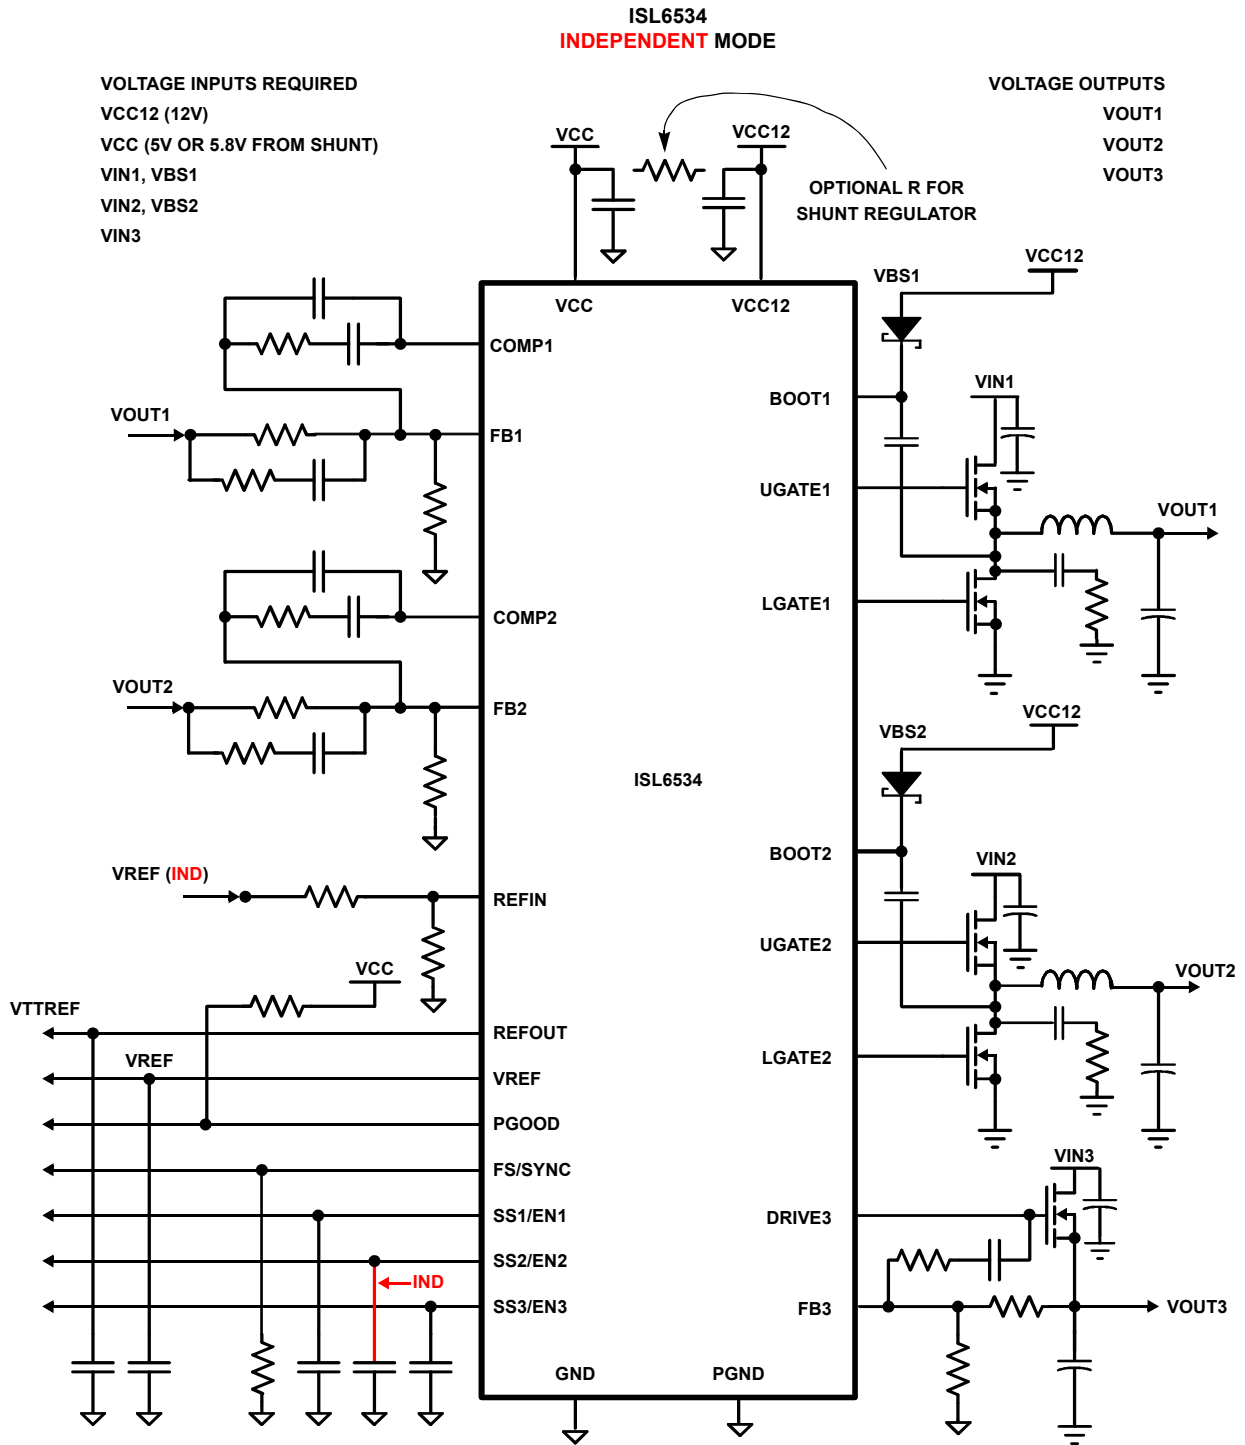 ISL6534
INDEPENDENT MODE
VOLTAGE INPUTS REQUIRED
VCC12 (12V)
VCC (5V OR 5.8V FROM SHUNT)
VIN1, VBS1
VIN2, VBS2
VIN3
VOLTAGE OUTPUTS
VOUT1
VOUT2
VOUT3
VCC
VCC12
OPTIONAL R FOR
SHUNT REGULATOR
VCC
VCC12
VBS1
VCC12
COMP1
BOOT1
VIN1
VOUT1
FB1
UGATE1
VOUT1
COMP2
LGATE1
VOUT2
FB2
VBS2
VCC12
ISL6534
BOOT2
VIN2
VREF (IND)
REFIN
UGATE2
VOUT2
VCC
VTTREF
REFOUT
VREF
VREF
LGATE2
PGOOD
FS/SYNC
VIN3
SS1/EN1
DRIVE3
SS2/EN2
IND
SS3/EN3
FB3
VOUT3
GND
PGND